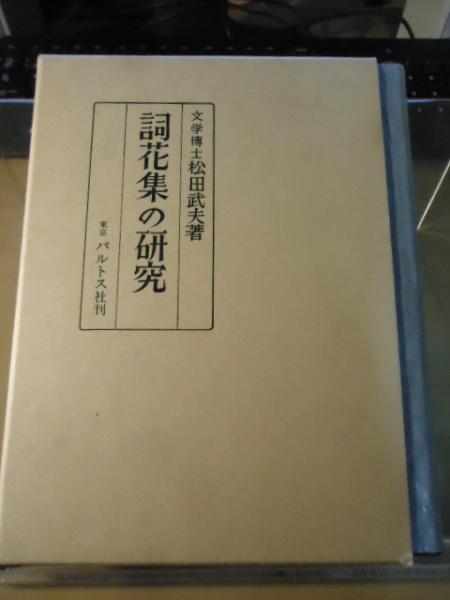 文学博士 松田武夫著
詞花集の研究
東京 パルトス社刊